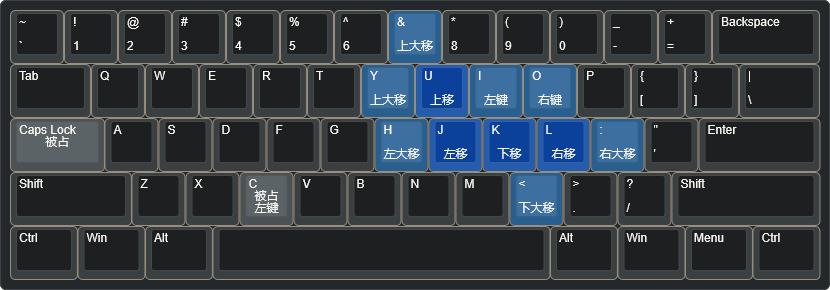 ~ ! @ # $ % ^ & * ( ) _ + Backspace
` 1 2 3 4 5 6 上大移 8 9 0 - =
Tab Q W E R T Y U I O P { } |
上大移 上移 左键 右键 [ ] \
Caps Lock A S D F G H J K L : " Enter
被占 左大移 左移 下移 右移 右大移 '
Shift Z X C V B N M < > ? Shift
被占
左键 下大移 . /
Ctrl Win Alt Alt Win Menu Ctrl